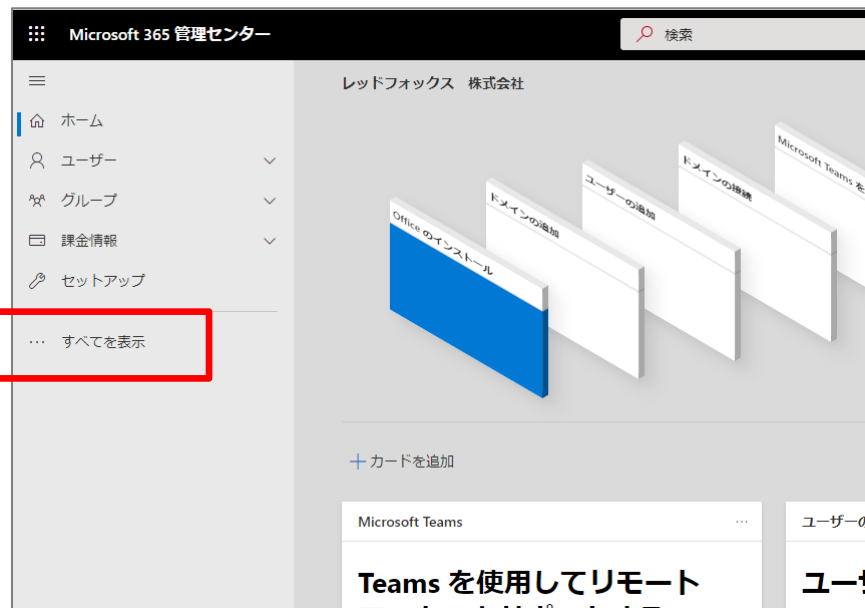 Microsoft 365 管理センター
検索
ホーム
ユーザー
グループ
課金情報
セットアップ
すべてを表示
レッドフォックス 株式会社
Office のインストール
ドメインの追加
ユーザーの追加
ドメインの接続
Microsoft Teams を
カードを追加
Microsoft Teams
Teams を使用してリモート
ユーザーの
ユー